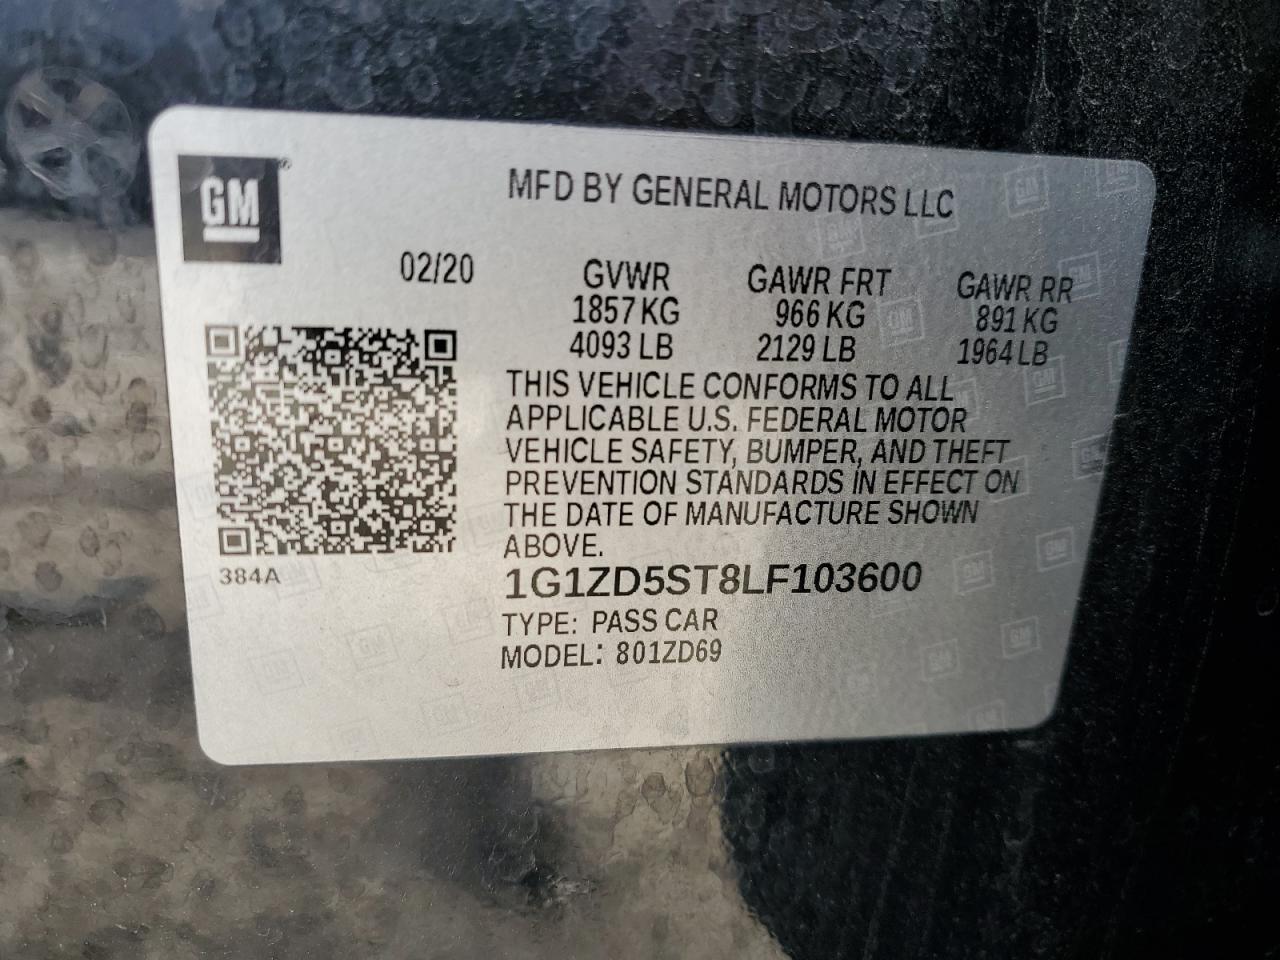 GM®
MFD BY GENERAL MOTORS LLC
02/20
GVWR GAWR FRT GAWR RR
1857 KG 966 KG 891 KG
4093 LB 2129 LB 1964 LB
THIS VEHICLE CONFORMS TO ALL
APPLICABLE U.S. FEDERAL MOTOR
VEHICLE SAFETY, BUMPER, AND THEFT
PREVENTION STANDARDS IN EFFECT ON
THE DATE OF MANUFACTURE SHOWN
ABOVE.
384A
1G1ZD5ST8LF103600
TYPE: PASS CAR
MODEL: 801ZD69